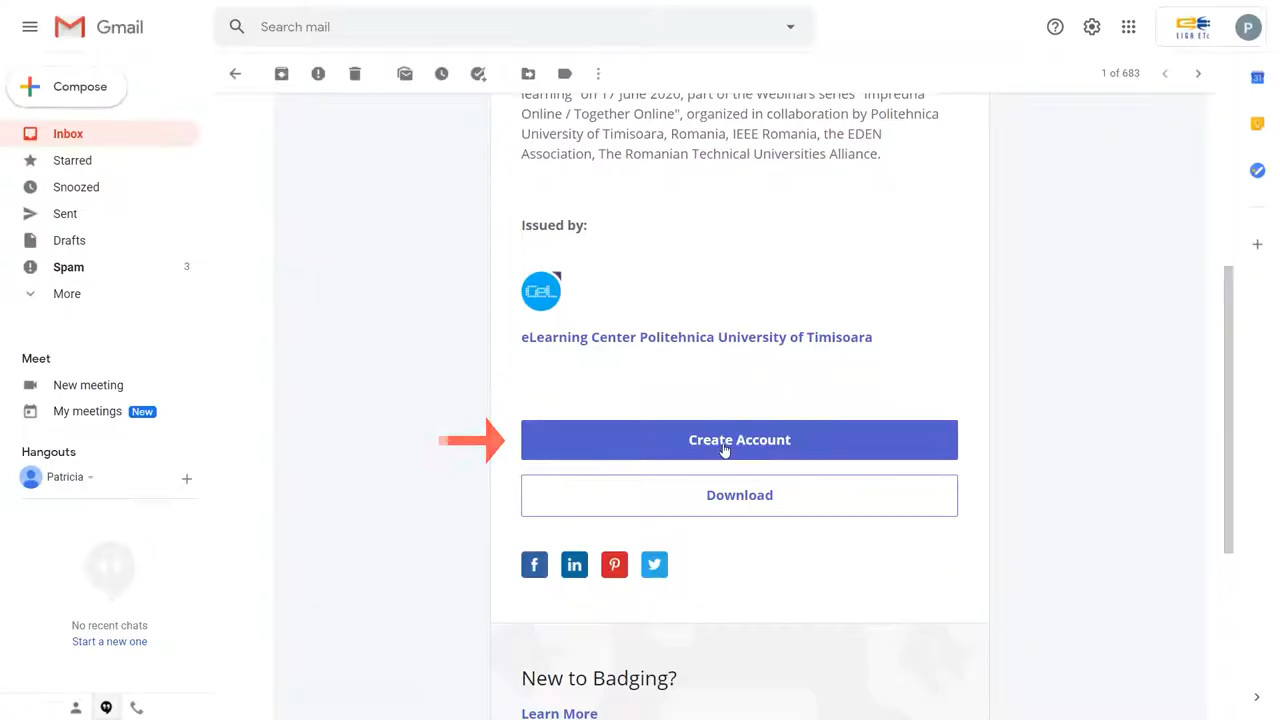 Gmail
Search mail
LIGA ETc
P
Compose
1 of 683
Inbox
Starred
Snoozed
Sent
Drafts
Spam 3
More
Meet
New meeting
My meetings New
Hangouts
Patricia
No recent chats
Start a new one
learning" on 17 June 2020, part of the Webinars series "Impreuna
Online / Together Online", organized in collaboration by Politehnica
University of Timisoara, Romania, IEEE Romania, the EDEN
Association, The Romanian Technical Universities Alliance.
Issued by:
CeL
eLearning Center Politehnica University of Timisoara
Create Account
Download
New to Badging?
Learn More
31